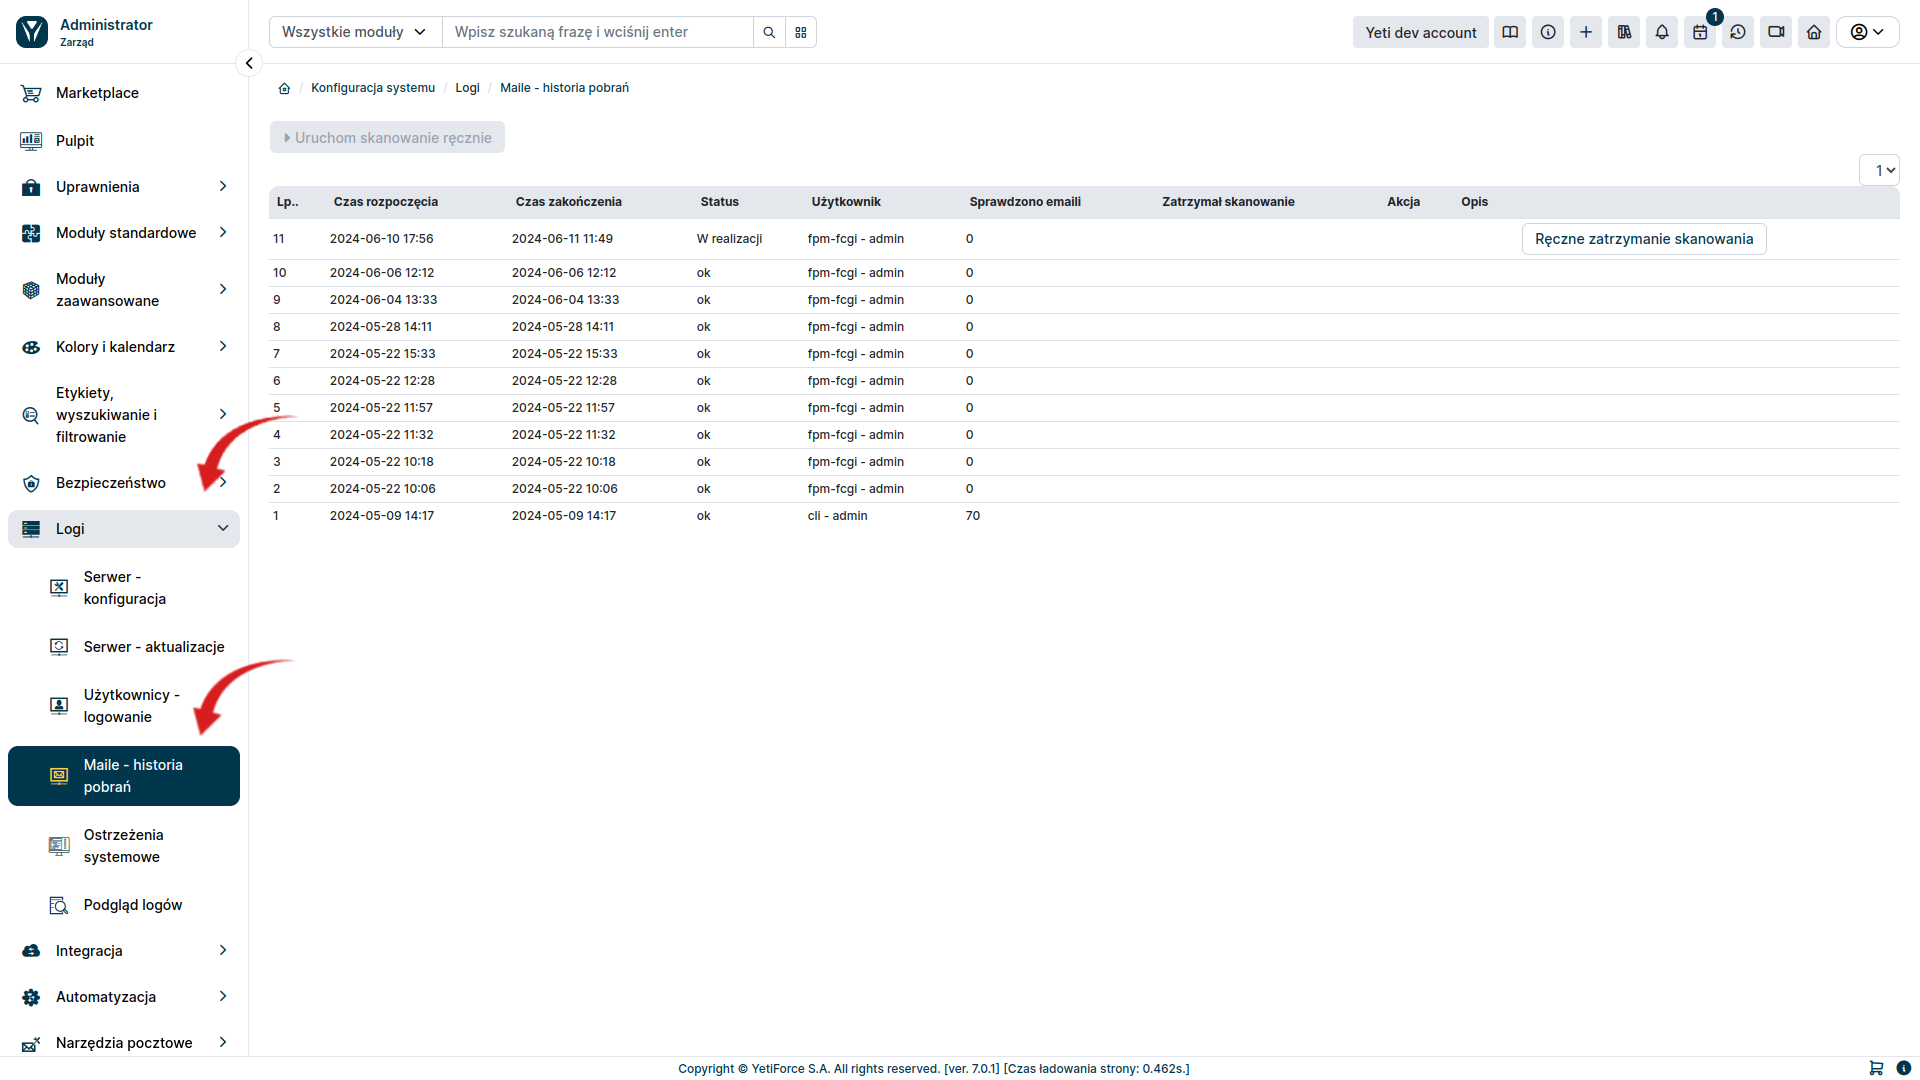 Administrator
Zarząd
Wszystkie moduły
Wpisz szukaną frazę i wciśnij enter
Yeti dev account
1
Marketplace
Pulpit
Uprawnienia
Moduły standardowe
Moduły
zaawansowane
Kolory i kalendarz
Etykiety,
wyszukiwanie i
filtrowanie
Bezpieczeństwo
Logi
Serwer -
konfiguracja
Serwer - aktualizacje
Użytkownicy -
logowanie
Maile - historia
pobrań
Ostrzeżenia
systemowe
Podgląd logów
Integracja
Automatyzacja
Narzędzia pocztowe
/ Konfiguracja systemu / Logi / Maile - historia pobrań
Uruchom skanowanie ręcznie
1
Lp.. Czas rozpoczęcia Czas zakończenia Status Użytkownik Sprawdzono emaili Zatrzymał skanowanie Akcja Opis
11 2024-06-10 17:56 2024-06-11 11:49 W realizacji fpm-fcgi - admin 0 Ręczne zatrzymanie skanowania
10 2024-06-06 12:12 2024-06-06 12:12 ok fpm-fcgi - admin 0
9 2024-06-04 13:33 2024-06-04 13:33 ok fpm-fcgi - admin 0
8 2024-05-28 14:11 2024-05-28 14:11 ok fpm-fcgi - admin 0
7 2024-05-22 15:33 2024-05-22 15:33 ok fpm-fcgi - admin 0
6 2024-05-22 12:28 2024-05-22 12:28 ok fpm-fcgi - admin 0
5 2024-05-22 11:57 2024-05-22 11:57 ok fpm-fcgi - admin 0
4 2024-05-22 11:32 2024-05-22 11:32 ok fpm-fcgi - admin 0
3 2024-05-22 10:18 2024-05-22 10:18 ok fpm-fcgi - admin 0
2 2024-05-22 10:06 2024-05-22 10:06 ok fpm-fcgi - admin 0
1 2024-05-09 14:17 2024-05-09 14:17 ok cli - admin 70
Copyright © YetiForce S.A. All rights reserved. [ver. 7.0.1] [Czas ładowania strony: 0.462s.]